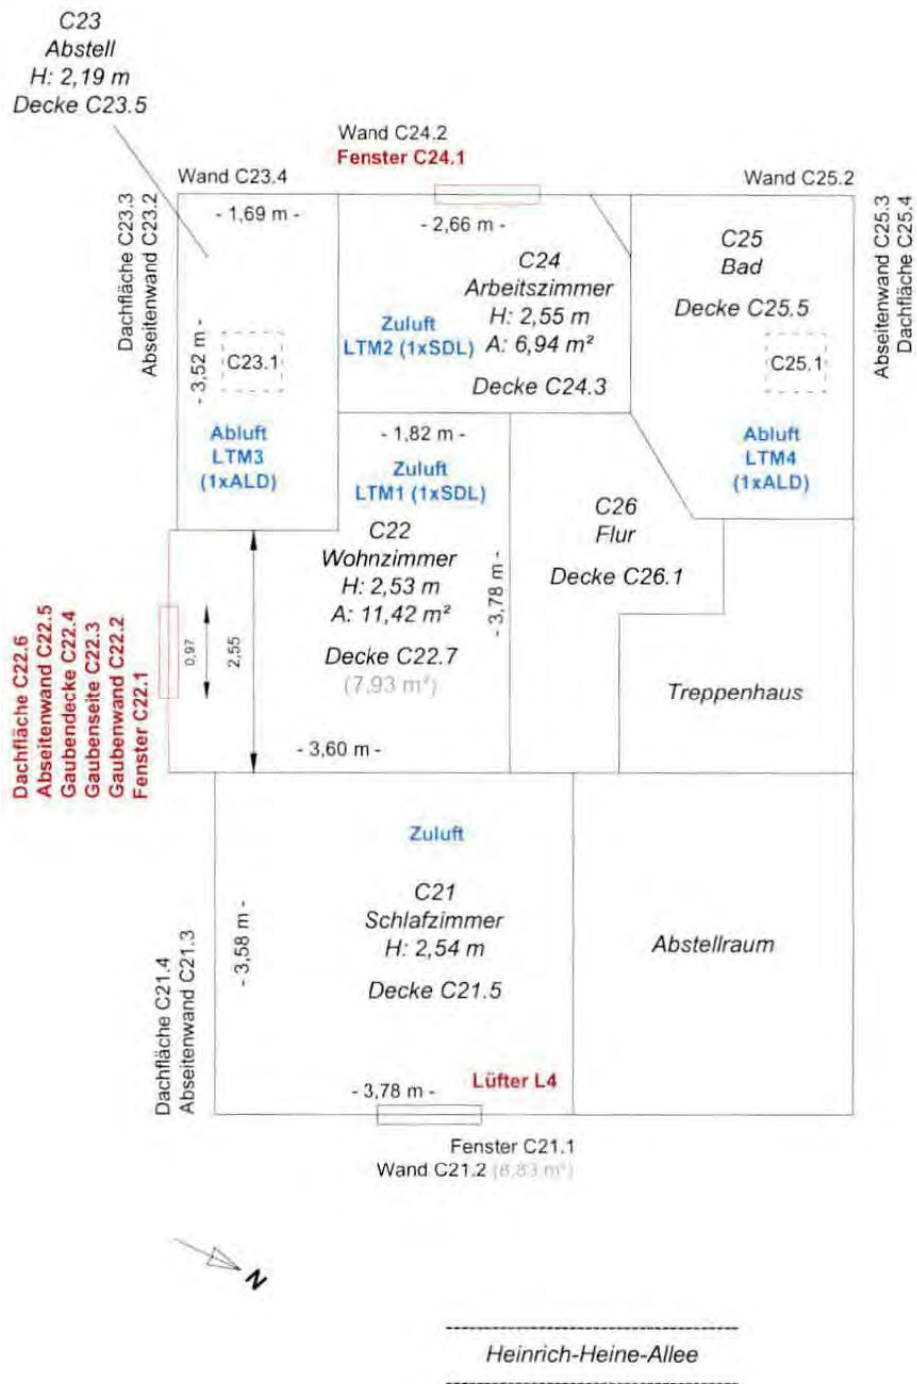 C23
Abstell
H: 2,19 m
Decke C23.5
Wand C24.2
Fenster C24.1
Wand C23.4
Wand C25.2
Dachfläche C23.3
Abseitenwand C23.2
- 1,69 m -
- 2,66 m -
C24
Arbeitszimmer
H: 2,55 m
A: 6,94 m²
Decke C24.3
C25
Bad
Decke C25.5
Abseitenwand C25.3
Dachfläche C25.4
Zuluft
LTM2 (1xSDL)
- 3,52 m -
C23.1
C25.1
Abluft
LTM3
(1xALD)
- 1,82 m -
Zuluft
LTM1 (1xSDL)
Abluft
LTM4
(1xALD)
C22
Wohnzimmer
H: 2,53 m
A: 11,42 m²
Decke C22.7
(7,93 m²)
- 3,78 m -
C26
Flur
Decke C26.1
Dachfläche C22.6
Abseitenwand C22.5
Gaubendecke C22.4
Gaubenseite C22.3
Gaubenwand C22.2
Fenster C22.1
0,97
2,55
- 3,60 m -
Treppenhaus
Zuluft
C21
Schlafzimmer
H: 2,54 m
Decke C21.5
- 3,58 m -
Abstellraum
Dachfläche C21.4
Abseitenwand C21.3
- 3,78 m -
Lüfter L4
Fenster C21.1
Wand C21.2 (8,83 m²)
N
Heinrich-Heine-Allee